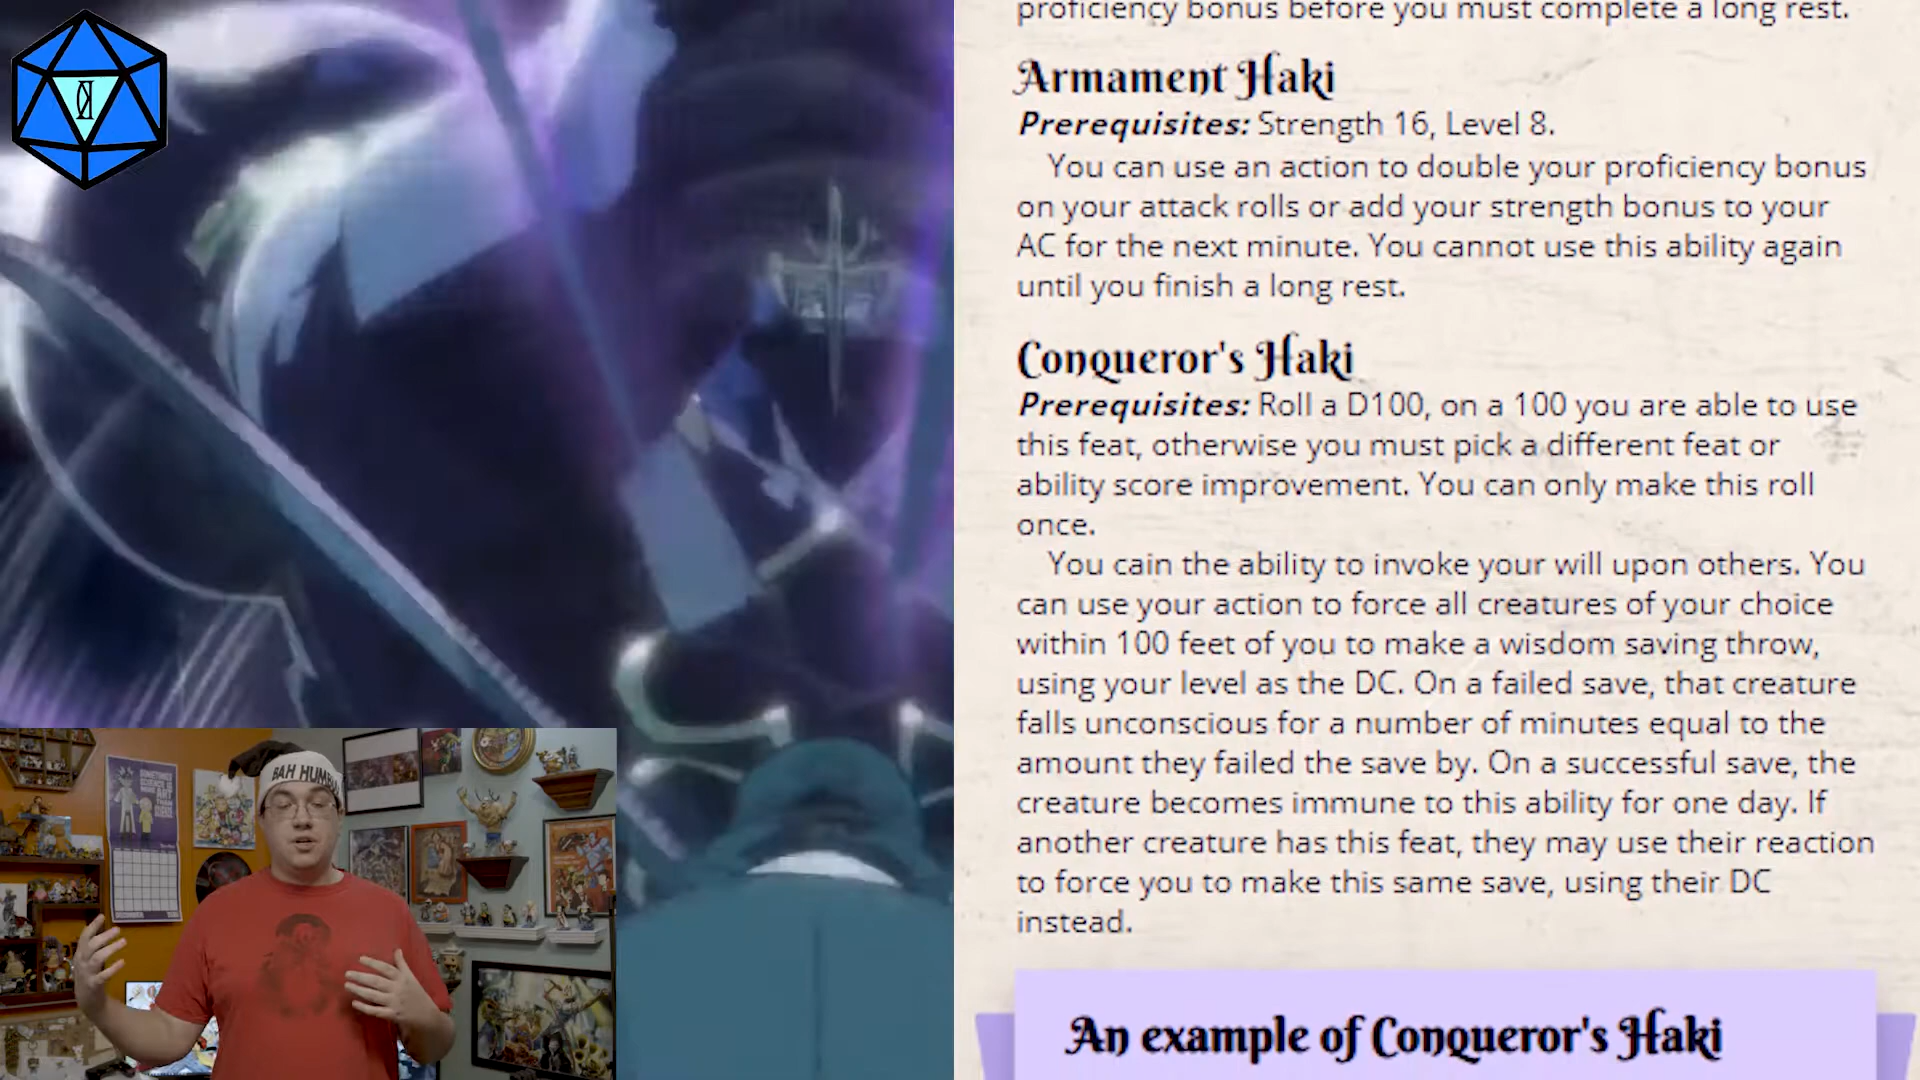 proficiency bonus before you must complete a long rest.
Armament Haki
Prerequisites: Strength 16, Level 8.
You can use an action to double your proficiency bonus
on your attack rolls or add your strength bonus to your
AC for the next minute. You cannot use this ability again
until you finish a long rest.
Conqueror's Haki
Prerequisites: Roll a D100, on a 100 you are able to use
this feat, otherwise you must pick a different feat or
ability score improvement. You can only make this roll
once.
You cain the ability to invoke your will upon others. You
can use your action to force all creatures of your choice
within 100 feet of you to make a wisdom saving throw,
using your level as the DC. On a failed save, that creature
falls unconscious for a number of minutes equal to the
amount they failed the save by. On a successful save, the
creature becomes immune to this ability for one day. If
another creature has this feat, they may use their reaction
to force you to make this same save, using their DC
instead.
An example of Conqueror's Haki
BAH HUMBU
SOMETIMES
SCIENCE IS
MORE ART
THAN